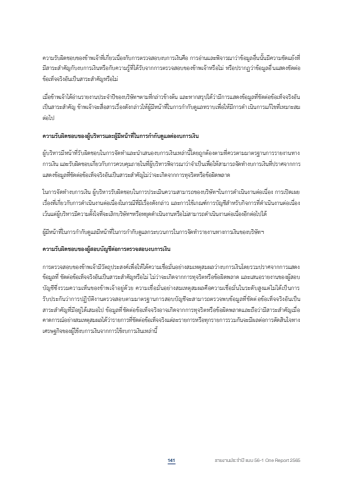 ความรับผิดชอบของข้าพเจ้าที่เกี่ยวเนื่องกับการตรวจสอบงบการเงินคือ การอ่านและพิจารณาว่าข้อมูลอื่นนั้นมีความขัดแย้งที่
มีสาระสำคัญกับงบการเงินหรือกับความรู้ที่ได้รับจากการตรวจสอบของข้าพเจ้าหรือไม่ หรือปรากฏว่าข้อมูลอื่นแสดงขัดต่อ
ข้อเท็จจริงอันเป็นสาระสำคัญหรือไม่
เมื่อข้าพเจ้าได้อ่านรายงานประจำปีของบริษัทฯตามที่กล่าวข้างต้น และหากสรุปได้ว่ามีการแสดงข้อมูลที่ขัดต่อข้อเท็จจริงอัน
เป็นสาระสำคัญ ข้าพเจ้าจะสื่อสารเรื่องดังกล่าวให้ผู้มีหน้าที่ในการกำกับดูแลทราบเพื่อให้มีการดำเนินการแก้ไขที่เหมาะสม
ต่อไป
ความรับผิดชอบของผู้บริหารและผู้มีหน้าที่ในการกำกับดูแลต่องบการเงิน
ผู้บริหารมีหน้าที่รับผิดชอบในการจัดทำและนำเสนองบการเงินเหล่านี้โดยถูกต้องตามที่ควรตามมาตรฐานการรายงานทาง
การเงิน และรับผิดชอบเกี่ยวกับการควบคุมภายในที่ผู้บริหารพิจารณาว่าจำเป็นเพื่อให้สามารถจัดทำงบการเงินที่ปราศจากการ
แสดงข้อมูลที่ขัดต่อข้อเท็จจริงอันเป็นสาระสำคัญไม่ว่าจะเกิดจากการทุจริตหรือข้อผิดพลาด
ในการจัดทำงบการเงิน ผู้บริหารรับผิดชอบในการประเมินความสามารถของบริษัทฯในการดำเนินงานต่อเนื่อง การเปิดเผย
เรื่องที่เกี่ยวกับการดำเนินงานต่อเนื่องในกรณีที่มีเรื่องดังกล่าว และการใช้เกณฑ์การบัญชีสำหรับกิจการที่ดำเนินงานต่อเนื่อง
เว้นแต่ผู้บริหารมีความตั้งใจที่จะเลิกบริษัทฯหรือหยุดดำเนินงานหรือไม่สามารถดำเนินงานต่อเนื่องอีกต่อไปได้
ผู้มีหน้าที่ในการกำกับดูแลมีหน้าที่ในการกำกับดูแลกระบวนการในการจัดทำรายงานทางการเงินของบริษัทฯ
ความรับผิดชอบของผู้สอบบัญชีต่อการตรวจสอบงบการเงิน
การตรวจสอบของข้าพเจ้ามีวัตถุประสงค์เพื่อให้ได้ความเชื่อมั่นอย่างสมเหตุสมผลว่างบการเงินโดยรวมปราศจากการแสดง
ข้อมูลที่ขัดต่อข้อเท็จจริงอันเป็นสาระสำคัญหรือไม่ ไม่ว่าจะเกิดจากการทุจริตหรือข้อผิดพลาด และเสนอรายงานของผู้สอบ
บัญชีซึ่งรวมความเห็นของข้าพเจ้าอยู่ด้วย ความเชื่อมั่นอย่างสมเหตุสมผลคือความเชื่อมั่นในระดับสูงแต่ไม่ได้เป็นการ
รับประกันว่าการปฏิบัติงานตรวจสอบตามมาตรฐานการสอบบัญชีจะสามารถตรวจพบข้อมูลที่ขัดต่อข้อเท็จจริงอันเป็น
สาระสำคัญที่มีอยู่ได้เสมอไป ข้อมูลที่ขัดต่อข้อเท็จจริงอาจเกิดจากการทุจริตหรือข้อผิดพลาดและถือว่ามีสาระสำคัญเมื่อ
คาดการณ์อย่างสมเหตุสมผลได้ว่ารายการที่ขัดต่อข้อเท็จจริงแต่ละรายการหรือทุกรายการรวมกันจะมีผลต่อการตัดสินใจทาง
เศรษฐกิจของผู้ใช้งบการเงินจากการใช้งบการเงินเหล่านี้
141 รายงานประจำปี แบบ 56-1 One Report 2565